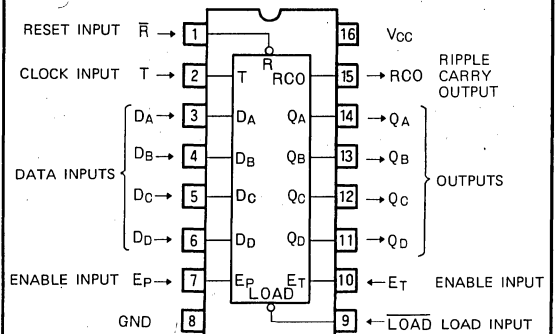 RESET INPUT R̅ → 1 16 VCC
R
CLOCK INPUT T → 2 T RCO 15 → RCO RIPPLE CARRY OUTPUT
DA → 3 DA QA 14 → QA
DB → 4 DB QB 13 → QB
DATA INPUTS OUTPUTS
DC → 5 DC QC 12 → QC
DD → 6 DD QD 11 → QD
ENABLE INPUT EP → 7 EP ET 10 ← ET ENABLE INPUT
LOAD
GND 8 9 ← L̅O̅A̅D̅ LOAD INPUT